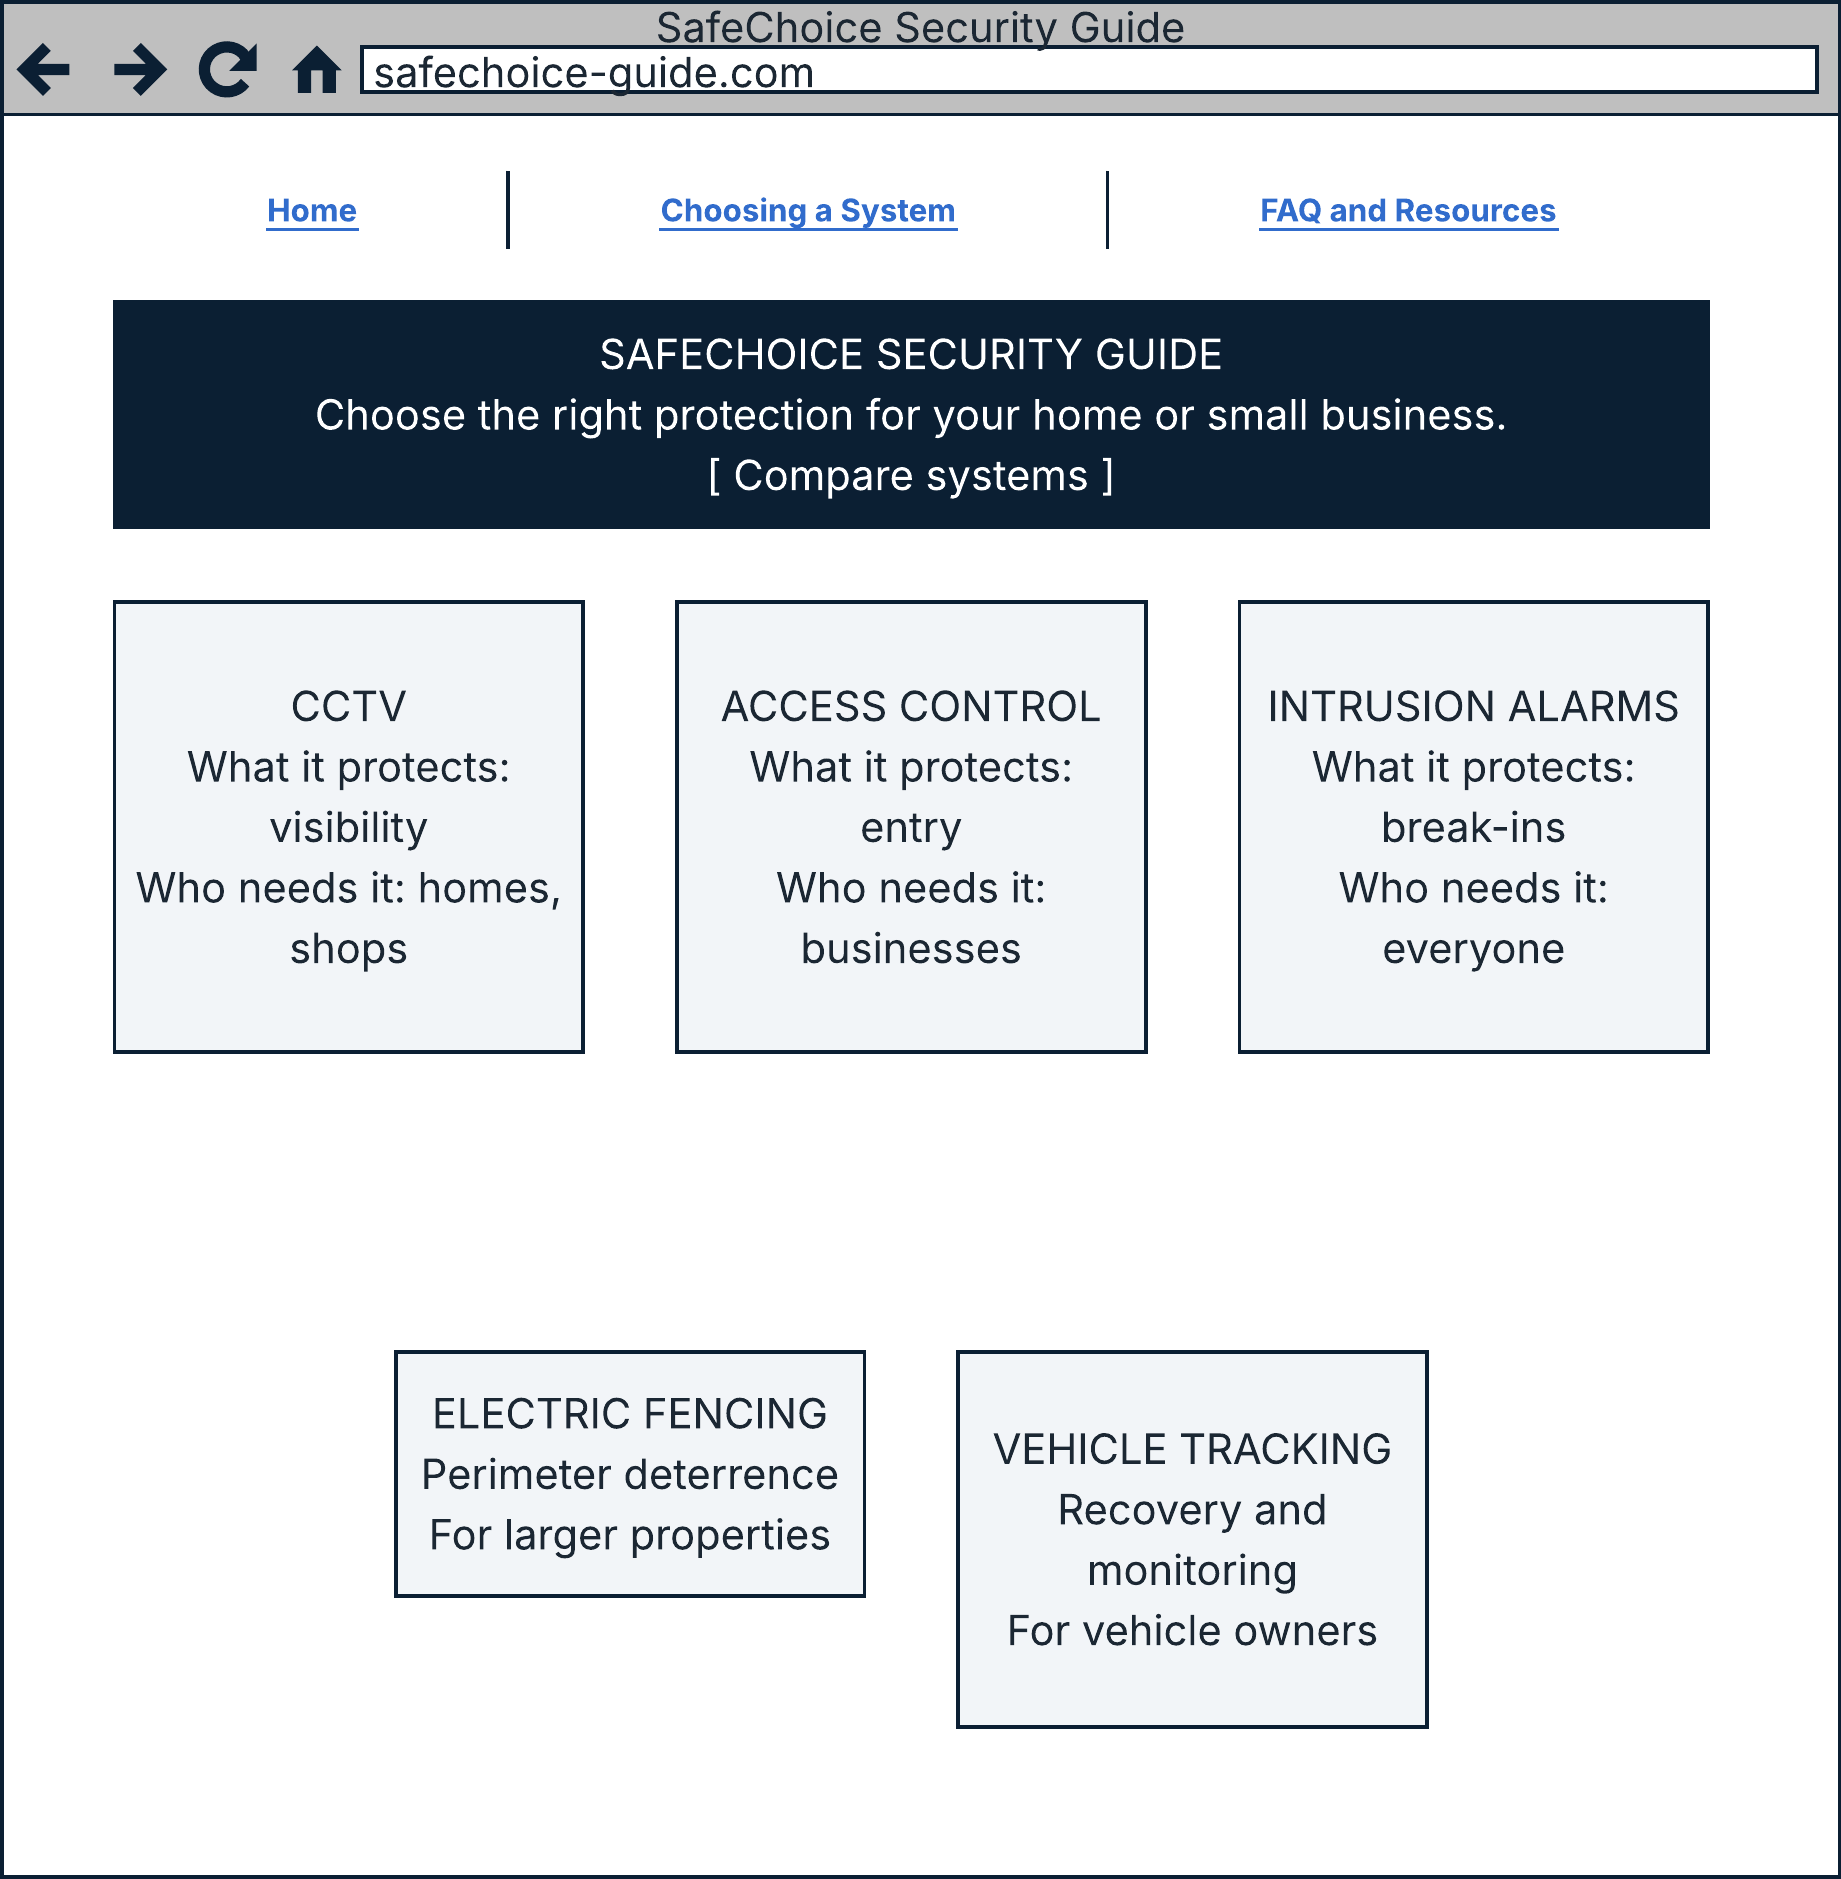 SafeChoice Security Guide
safechoice-guide.com
Home
Choosing a System
FAQ and Resources
SAFECHOICE SECURITY GUIDE
Choose the right protection for your home or small business.
[ Compare systems ]
CCTV
What it protects:
visibility
Who needs it: homes,
shops
ACCESS CONTROL
What it protects:
entry
Who needs it:
businesses
INTRUSION ALARMS
What it protects:
break-ins
Who needs it:
everyone
ELECTRIC FENCING
Perimeter deterrence
For larger properties
VEHICLE TRACKING
Recovery and
monitoring
For vehicle owners